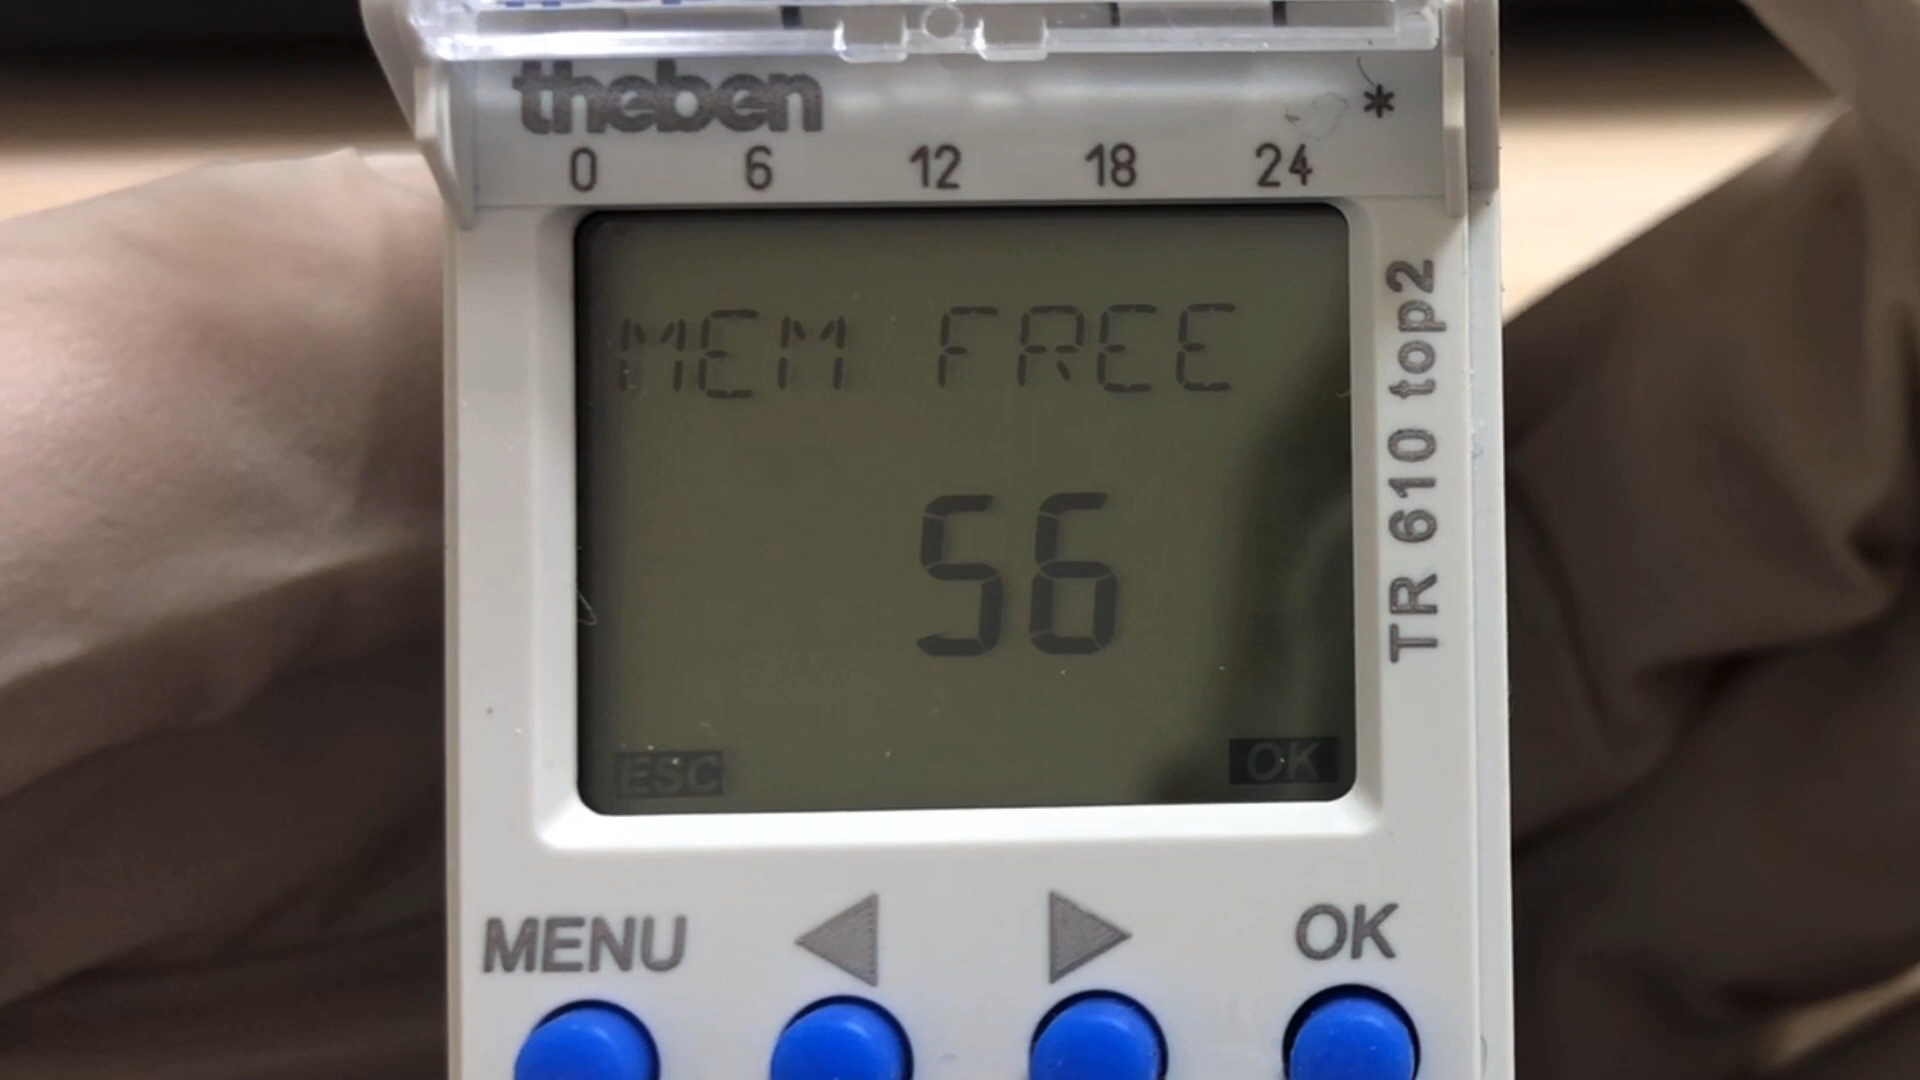 theben
*
0 6 12 18 24
MEM FREE
56
ESC OK
TR 610 top2
MENU OK